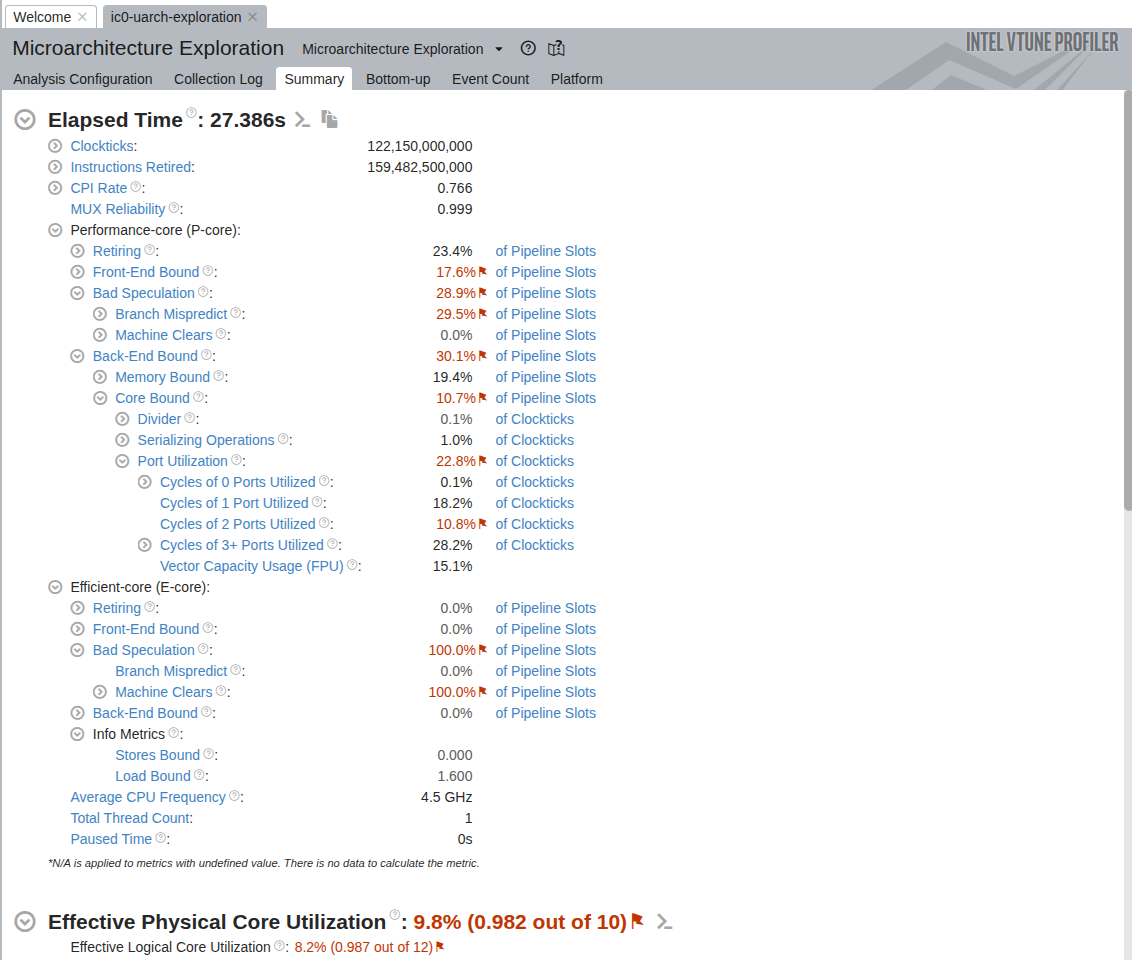 Welcome ic0-uarch-exploration
Microarchitecture Exploration Microarchitecture Exploration INTEL VTUNE PROFILER
Analysis Configuration Collection Log Summary Bottom-up Event Count Platform
Elapsed Time: 27.386s
Clockticks: 122,150,000,000
Instructions Retired: 159,482,500,000
CPI Rate: 0.766
MUX Reliability: 0.999
Performance-core (P-core):
Retiring: 23.4% of Pipeline Slots
Front-End Bound: 17.6% of Pipeline Slots
Bad Speculation: 28.9% of Pipeline Slots
Branch Mispredict: 29.5% of Pipeline Slots
Machine Clears: 0.0% of Pipeline Slots
Back-End Bound: 30.1% of Pipeline Slots
Memory Bound: 19.4% of Pipeline Slots
Core Bound: 10.7% of Pipeline Slots
Divider: 0.1% of Clockticks
Serializing Operations: 1.0% of Clockticks
Port Utilization: 22.8% of Clockticks
Cycles of 0 Ports Utilized: 0.1% of Clockticks
Cycles of 1 Port Utilized: 18.2% of Clockticks
Cycles of 2 Ports Utilized: 10.8% of Clockticks
Cycles of 3+ Ports Utilized: 28.2% of Clockticks
Vector Capacity Usage (FPU): 15.1%
Efficient-core (E-core):
Retiring: 0.0% of Pipeline Slots
Front-End Bound: 0.0% of Pipeline Slots
Bad Speculation: 100.0% of Pipeline Slots
Branch Mispredict: 0.0% of Pipeline Slots
Machine Clears: 100.0% of Pipeline Slots
Back-End Bound: 0.0% of Pipeline Slots
Info Metrics:
Stores Bound: 0.000
Load Bound: 1.600
Average CPU Frequency: 4.5 GHz
Total Thread Count: 1
Paused Time: 0s
*N/A is applied to metrics with undefined value. There is no data to calculate the metric.
Effective Physical Core Utilization: 9.8% (0.982 out of 10)
Effective Logical Core Utilization: 8.2% (0.987 out of 12)